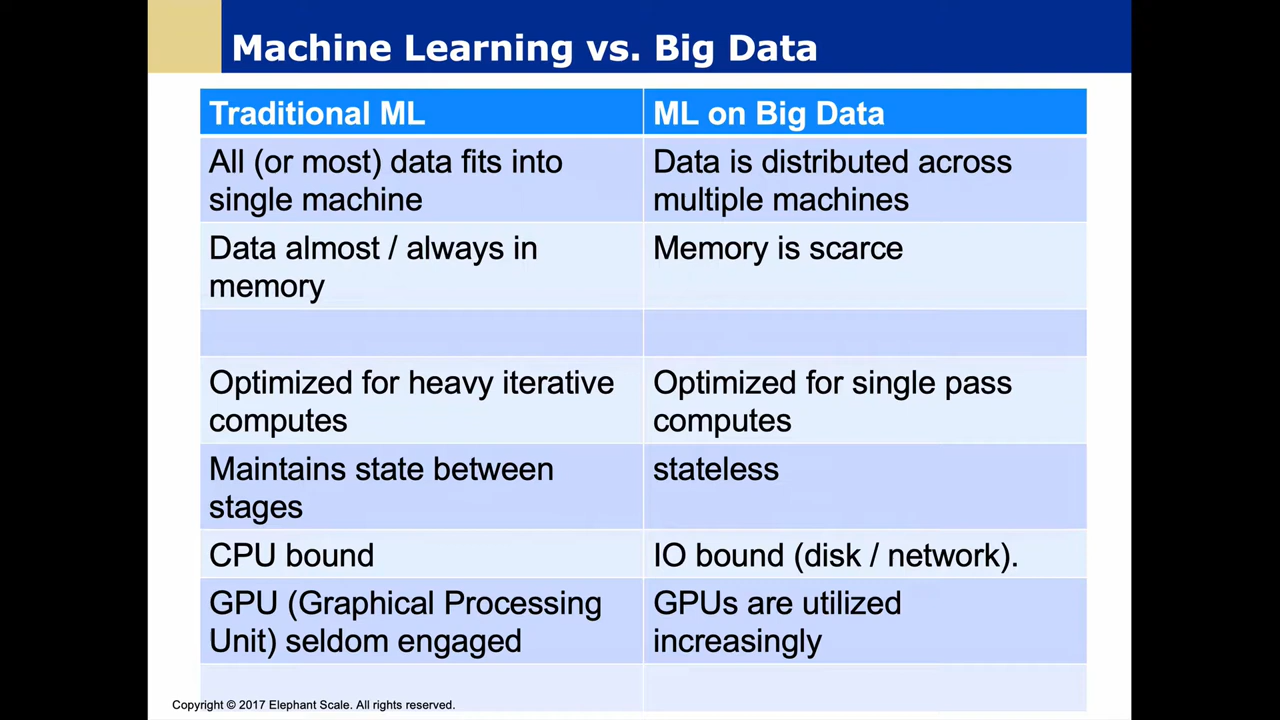 Machine Learning vs. Big Data
Traditional ML
ML on Big Data
All (or most) data fits into
single machine
Data is distributed across
multiple machines
Data almost / always in
memory
Memory is scarce
Optimized for heavy iterative
computes
Optimized for single pass
computes
Maintains state between
stages
stateless
CPU bound
IO bound (disk / network).
GPU (Graphical Processing
Unit) seldom engaged
GPUs are utilized
increasingly
Copyright © 2017 Elephant Scale. All rights reserved.